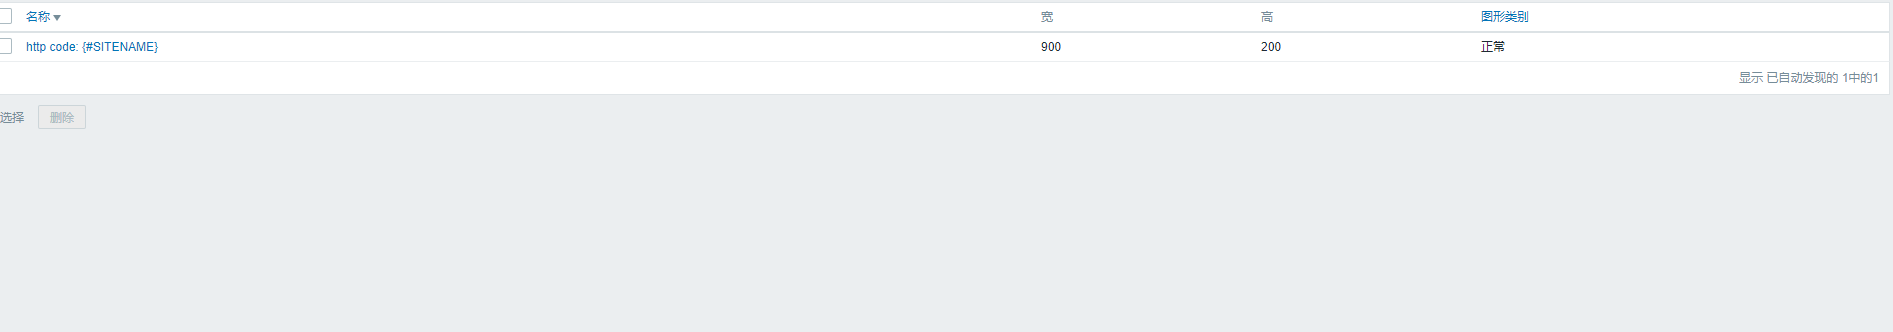 名称 宽 高 图形类别
http code: {#SITENAME} 900 200 正常
显示 已自动发现的 1中的1
选择 删除